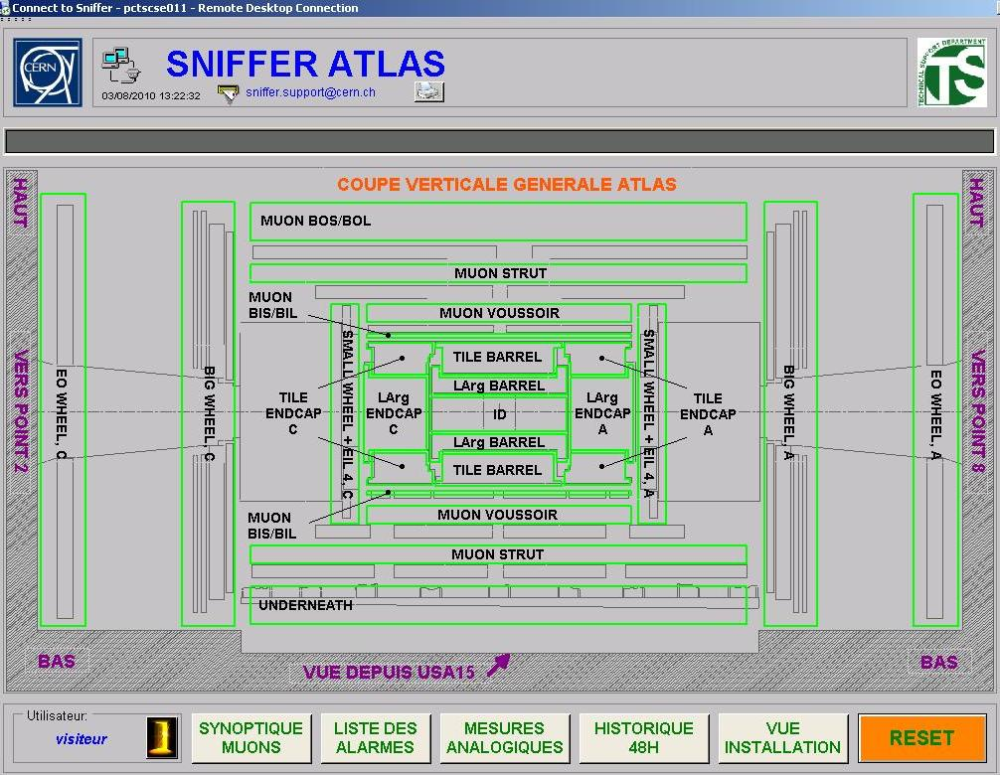 Connect to Sniffer - pctscse011 - Remote Desktop Connection
CERN
SNIFFER ATLAS
03/08/2010 13:22:32
sniffer.support@cern.ch
TECHNICAL SUPPORT DEPARTMENT
TS
COUPE VERTICALE GENERALE ATLAS
HAUT
HAUT
MUON BOS/BOL
MUON STRUT
MUON
BIS/BIL
MUON VOUSSOIR
TILE BARREL
LArg BARREL
VERS POINT 2
EO WHEEL, C
BIG WHEEL, C
TILE
ENDCAP
C
SMALL WHEEL + EIL 4, C
LArg
ENDCAP
C
ID
LArg
ENDCAP
A
SMALL WHEEL + EIL 4, A
TILE
ENDCAP
A
BIG WHEEL, A
EO WHEEL, A
VERS POINT 8
LArg BARREL
TILE BARREL
MUON
BIS/BIL
MUON VOUSSOIR
MUON STRUT
UNDERNEATH
BAS
VUE DEPUIS USA15
BAS
Utilisateur:
visiteur
SYNOPTIQUE
MUONS
LISTE DES
ALARMES
MESURES
ANALOGIQUES
HISTORIQUE
48H
VUE
INSTALLATION
RESET